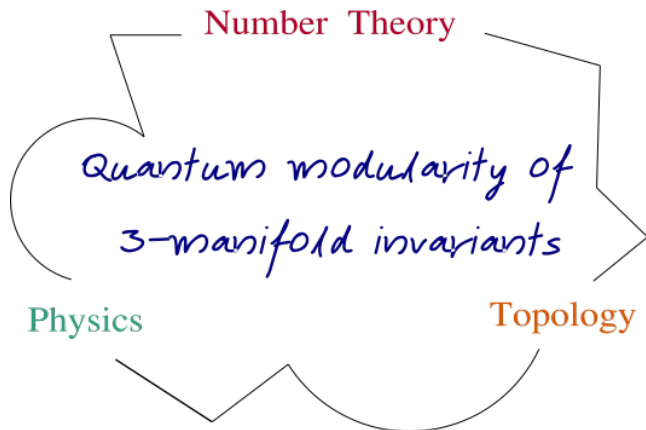 Number Theory
Quantum modularity of
3-manifold invariants
Physics
Topology